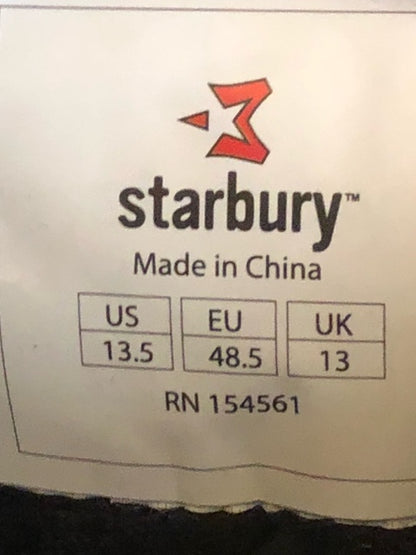 starbury™
Made in China
US EU UK
13.5 48.5 13
RN 154561